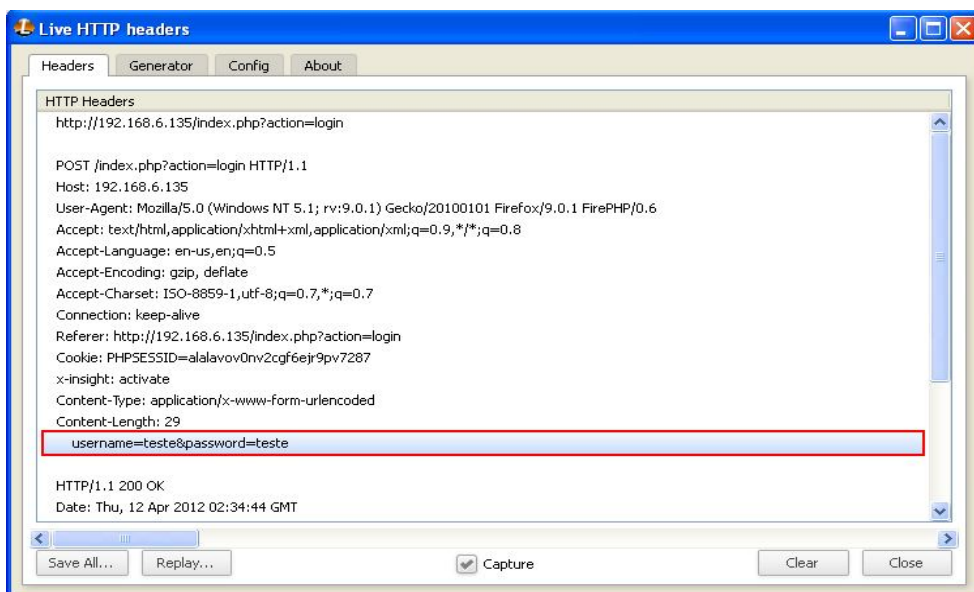 Live HTTP headers
Headers Generator Config About
HTTP Headers
http://192.168.6.135/index.php?action=login
POST /index.php?action=login HTTP/1.1
Host: 192.168.6.135
User-Agent: Mozilla/5.0 (Windows NT 5.1; rv:9.0.1) Gecko/20100101 Firefox/9.0.1 FirePHP/0.6
Accept: text/html,application/xhtml+xml,application/xml;q=0.9,*/*;q=0.8
Accept-Language: en-us,en;q=0.5
Accept-Encoding: gzip, deflate
Accept-Charset: ISO-8859-1,utf-8;q=0.7,*;q=0.7
Connection: keep-alive
Referer: http://192.168.6.135/index.php?action=login
Cookie: PHPSESSID=alalavov0nv2cgf6ejr9pv7287
x-insight: activate
Content-Type: application/x-www-form-urlencoded
Content-Length: 29
username=teste&password=teste
HTTP/1.1 200 OK
Date: Thu, 12 Apr 2012 02:34:44 GMT
Save All... Replay... Capture Clear Close